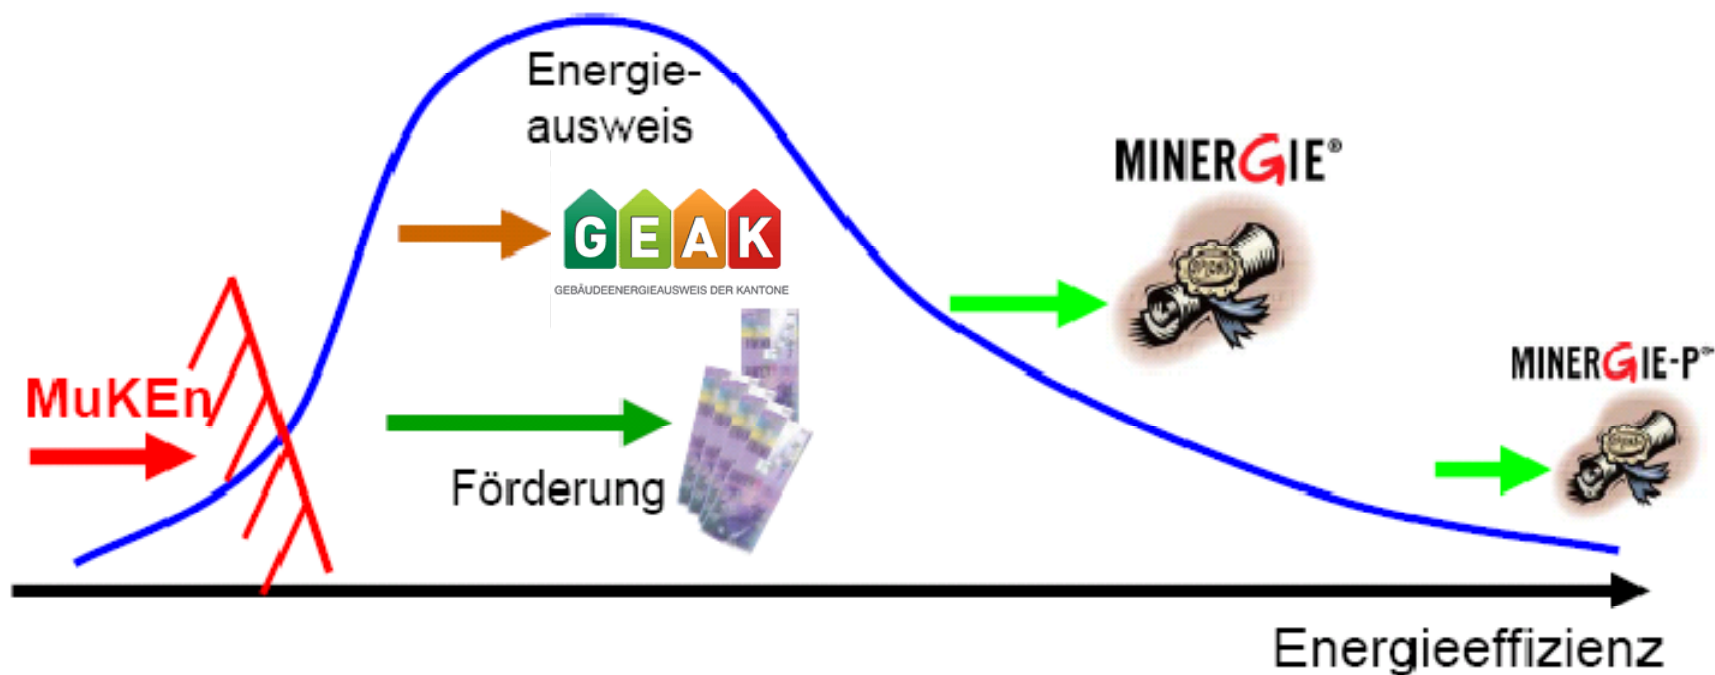 Energie-
ausweis
GEAK
GEBÄUDEENERGIEAUSWEIS DER KANTONE
MINERGIE®
MINERGIE-P
MuKEn
Förderung
Energieeffizienz